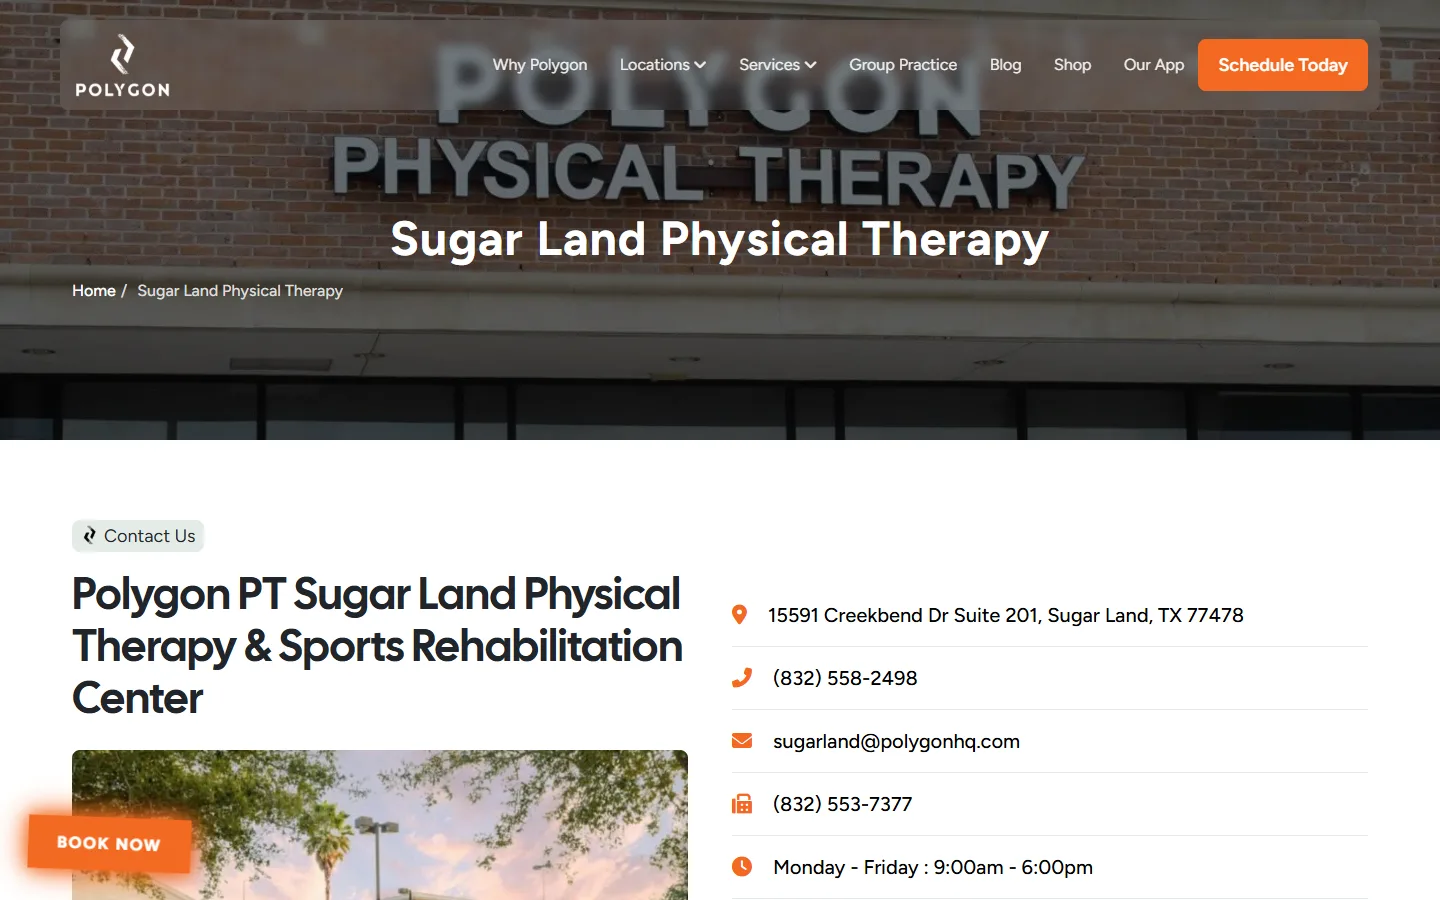 POLYGON
Why Polygon
Locations
Services
Group Practice
Blog
Shop
Our App
Schedule Today
POLYGON
PHYSICAL THERAPY
Sugar Land Physical Therapy
Home / Sugar Land Physical Therapy
Contact Us
Polygon PT Sugar Land Physical
Therapy & Sports Rehabilitation
Center
15591 Creekbend Dr Suite 201, Sugar Land, TX 77478
(832) 558-2498
sugarland@polygonhq.com
(832) 553-7377
Monday - Friday : 9:00am - 6:00pm
BOOK NOW